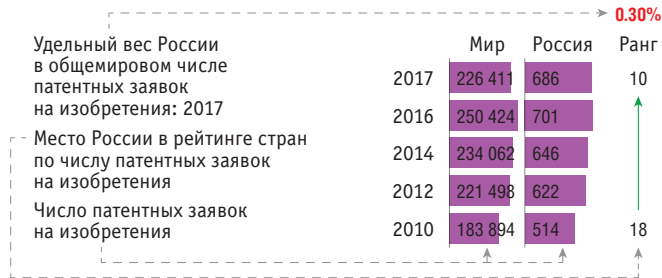 0.30%
Удельный вес России
в общемировом числе
патентных заявок
на изобретения: 2017
Место России в рейтинге стран
по числу патентных заявок
на изобретения
Число патентных заявок
на изобретения
Мир Россия Ранг
2017 226 411 686 10
2016 250 424 701
2014 234 062 646
2012 221 498 622
2010 183 894 514 18